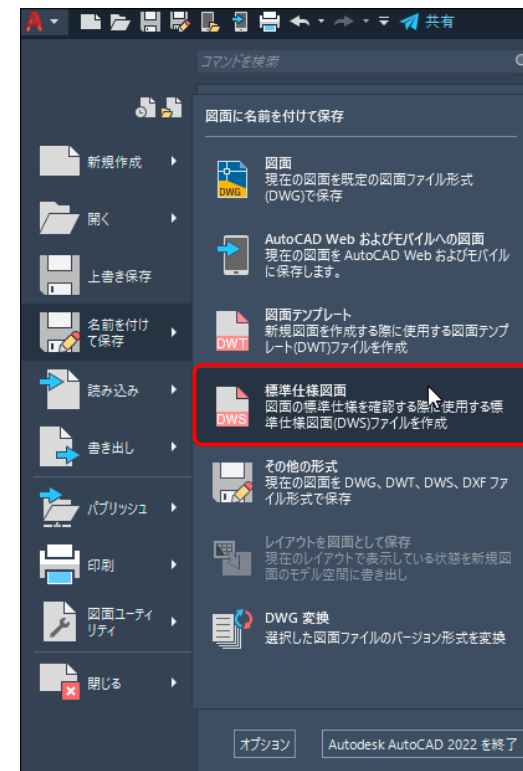 A
共有
コマンドを検索
図面に名前を付けて保存
新規作成
開く
上書き保存
名前を付け
て保存
読み込み
書き出し
パブリッシュ
印刷
図面ユーティ
リティ
閉じる
DWG
図面
現在の図面を既定の図面ファイル形式
(DWG)で保存
AutoCAD Web およびモバイルへの図面
現在の図面を AutoCAD Web およびモバイル
に保存します。
DWT
図面テンプレート
新規図面を作成する際に使用する図面テンプ
レート(DWT)ファイルを作成
DWS
標準仕様図面
図面の標準仕様を確認する際に使用する標
準仕様図面(DWS)ファイルを作成
その他の形式
現在の図面を DWG、DWT、DWS、DXF ファ
イル形式で保存
レイアウトを図面として保存
現在のレイアウトで表示している状態を新規図
面のモデル空間に書き出し
DWG 変換
選択した図面ファイルのバージョン形式を変換
オプション
Autodesk AutoCAD 2022 を終了